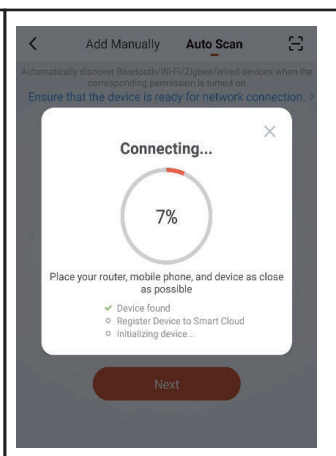 Add Manually Auto Scan
Automatically discover Bluetooth/Wi-Fi/Zigbee/wired devices when the
corresponding permission is turned on
Ensure that the device is ready for network connection. >
Connecting...
7%
Place your router, mobile phone, and device as close
as possible
Device found
Register Device to Smart Cloud
Initializing device...
Next